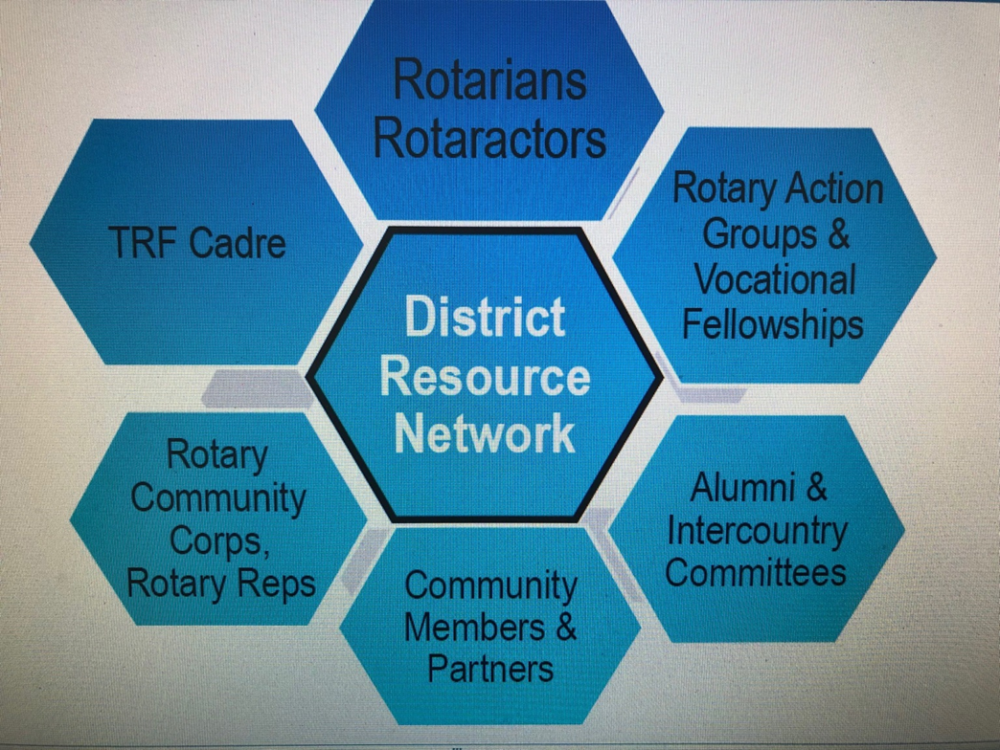 Rotarians
Rotaractors
TRF Cadre
Rotary Action
Groups &
Vocational
Fellowships
District
Resource
Network
Rotary
Community
Corps,
Rotary Reps
Alumni &
Intercountry
Committees
Community
Members &
Partners